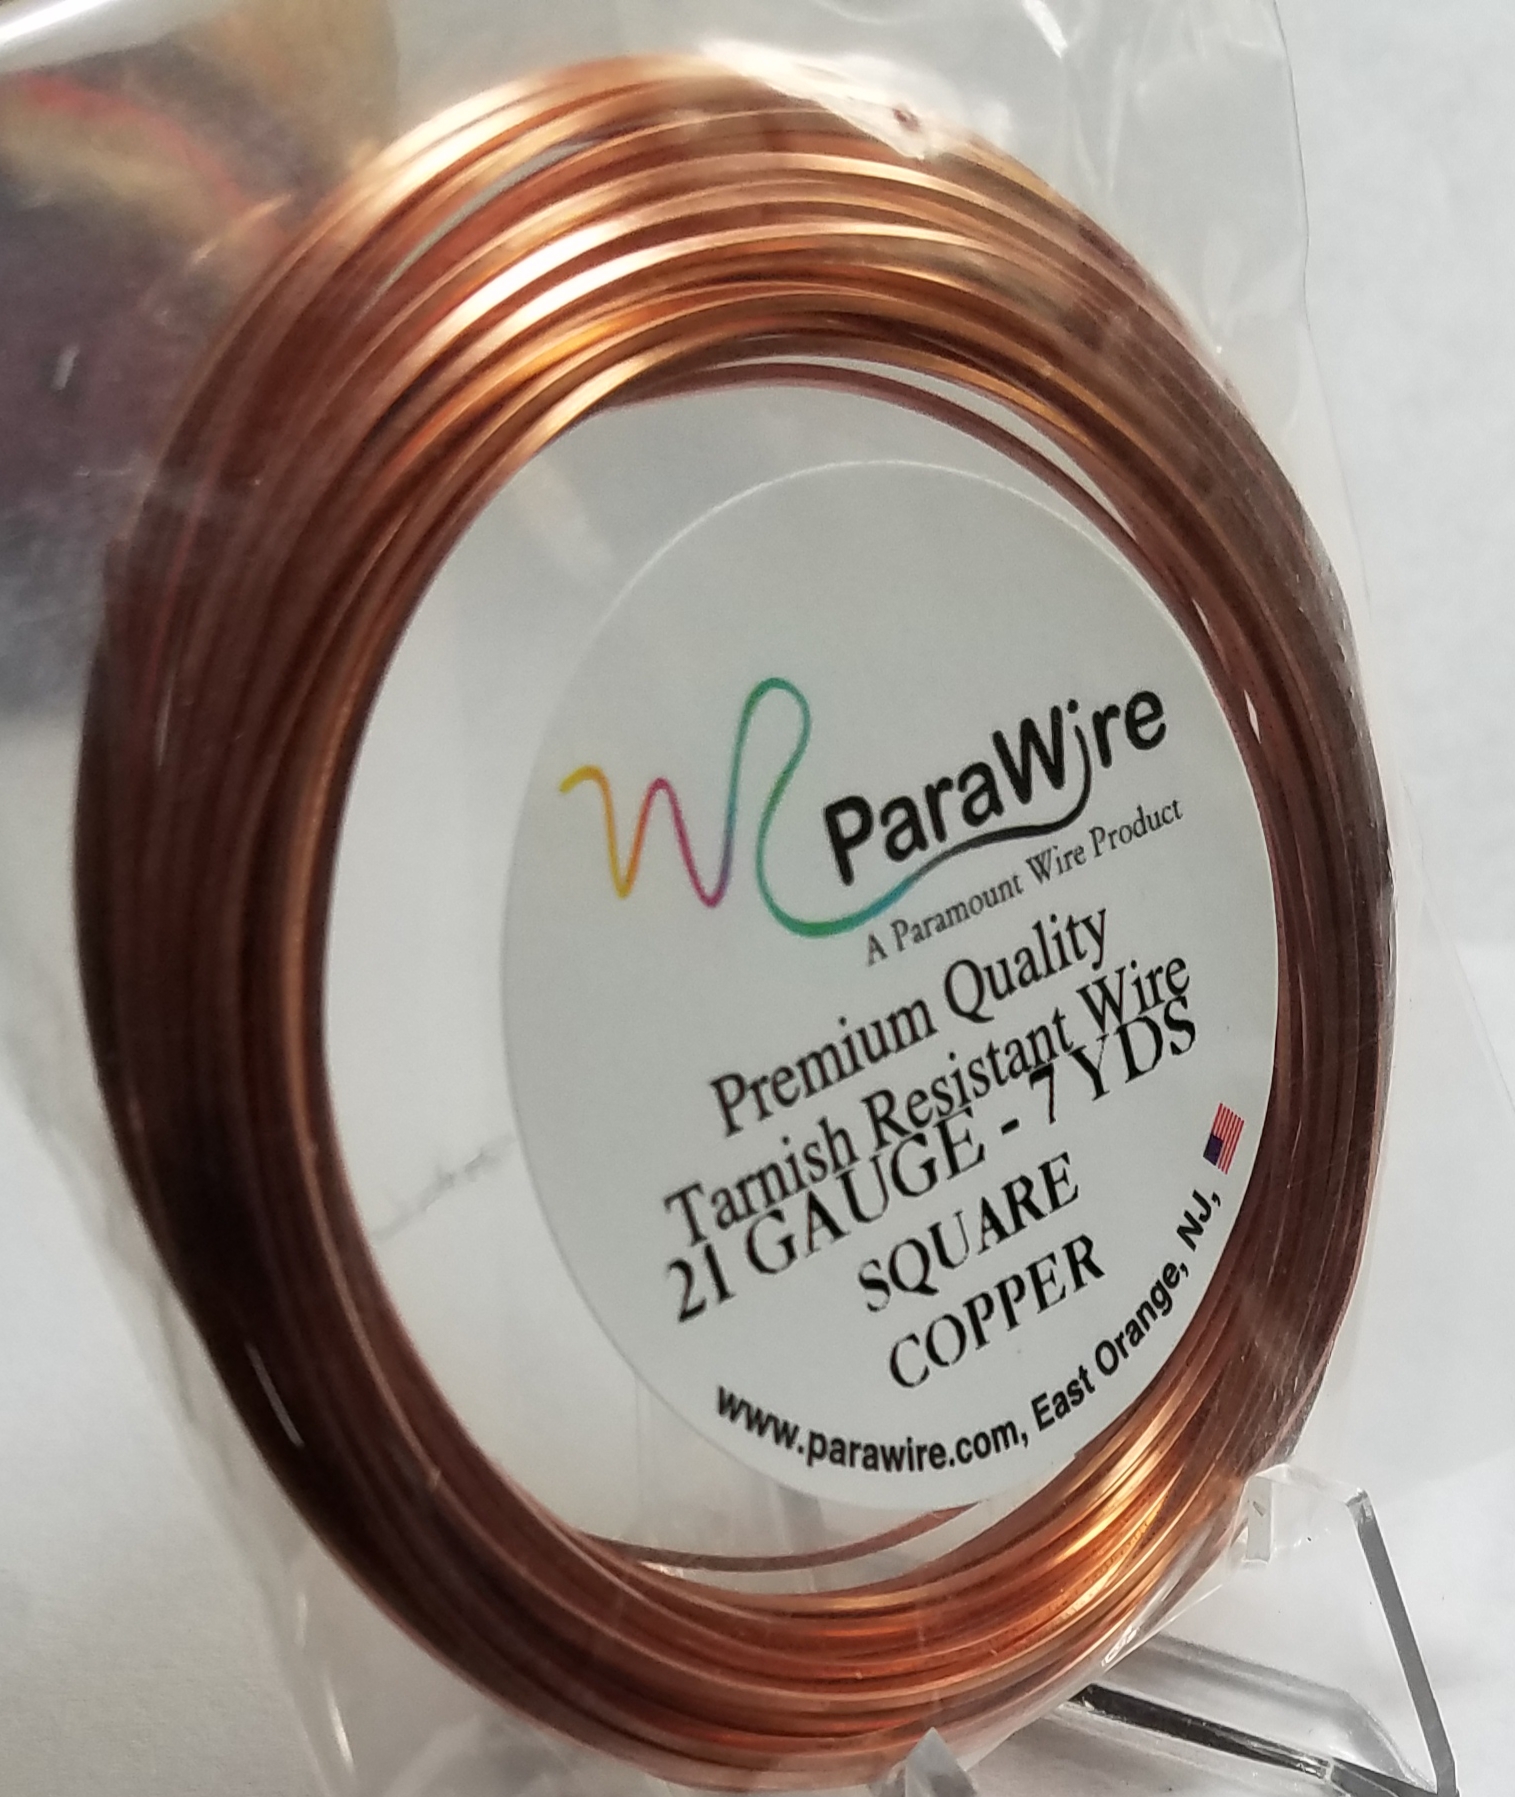 ParaWire
A Paramount Wire Product
Premium Quality
Tarnish Resistant Wire
21 GAUGE - 7 YDS
SQUARE
COPPER
www.parawire.com, East Orange, NJ,